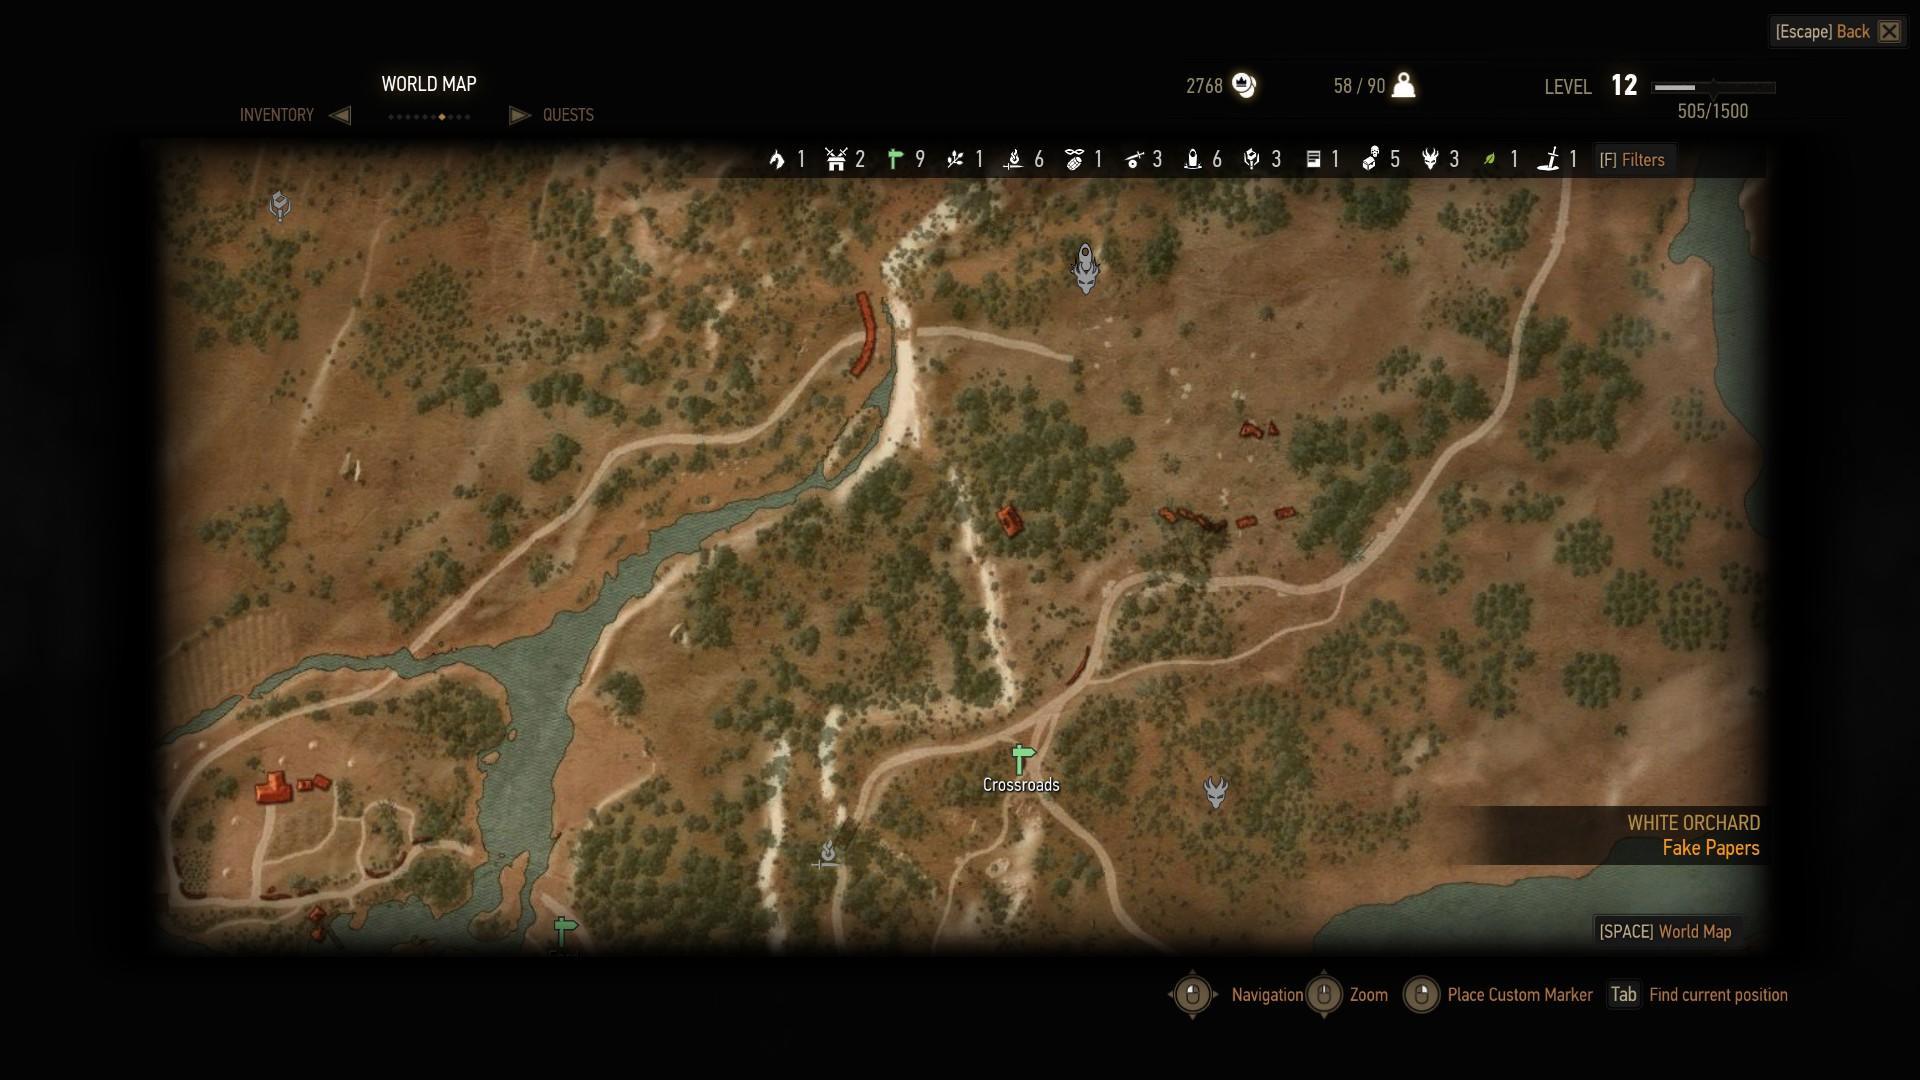 [Escape] Back
WORLD MAP
2768
58 / 90
LEVEL 12
505/1500
INVENTORY
QUESTS
1 2 9 1 6 1 3 6 3 1 5 3 1 1 [F] Filters
Crossroads
WHITE ORCHARD
Fake Papers
[SPACE] World Map
Navigation Zoom Place Custom Marker Tab Find current position